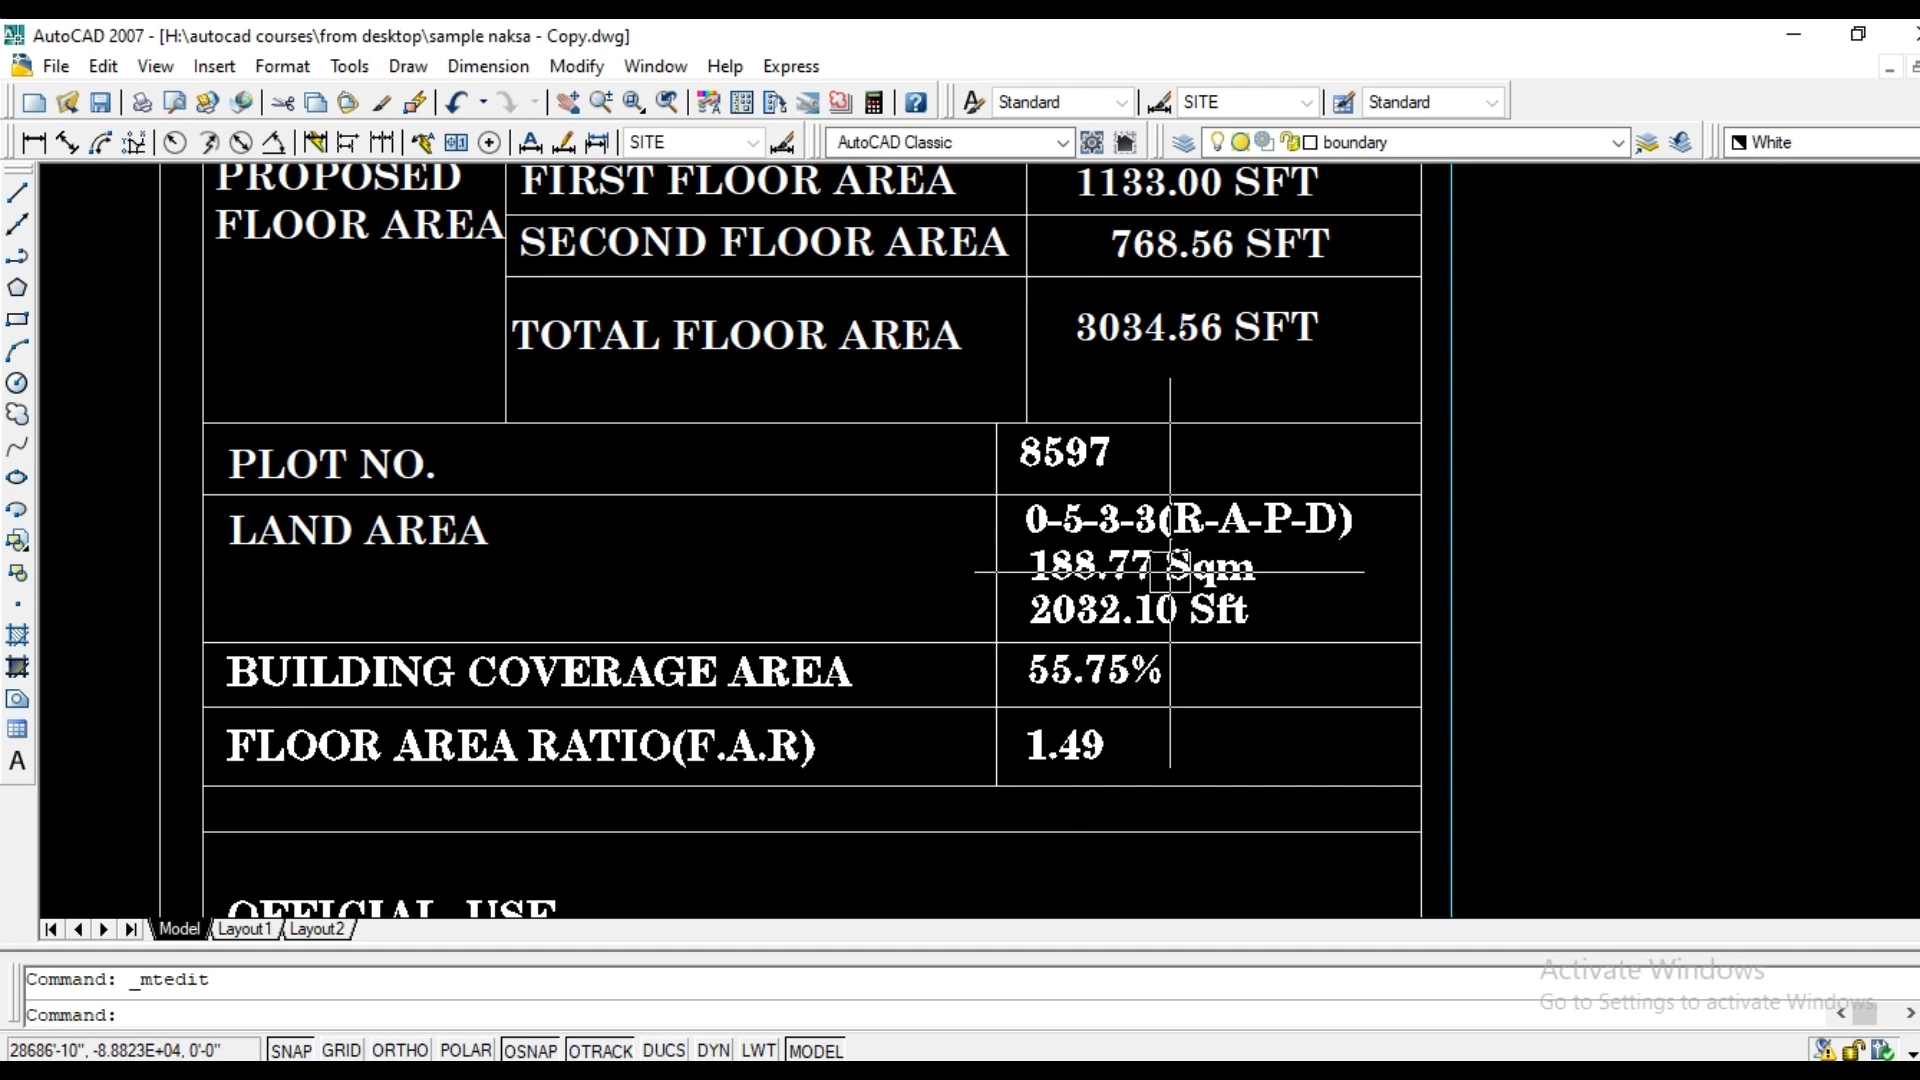 AutoCAD 2007 - [H:\autocad courses\from desktop\sample naksa - Copy.dwg]
File Edit View Insert Format Tools Draw Dimension Modify Window Help Express
Standard SITE Standard
SITE AutoCAD Classic boundary White
PROPOSED FIRST FLOOR AREA 1133.00 SFT
FLOOR AREA SECOND FLOOR AREA 768.56 SFT
TOTAL FLOOR AREA 3034.56 SFT
PLOT NO. 8597
LAND AREA 0-5-3-3(R-A-P-D)
188.77 Sqm
2032.10 Sft
BUILDING COVERAGE AREA 55.75%
FLOOR AREA RATIO(F.A.R) 1.49
OFFICIAL USE
Model Layout1 Layout2
Command: _mtedit
Command:
Activate Windows
Go to Settings to activate Windows.
28686'-10", -8.8823E+04, 0'-0" SNAP GRID ORTHO POLAR OSNAP OTRACK DUCS DYN LWT MODEL